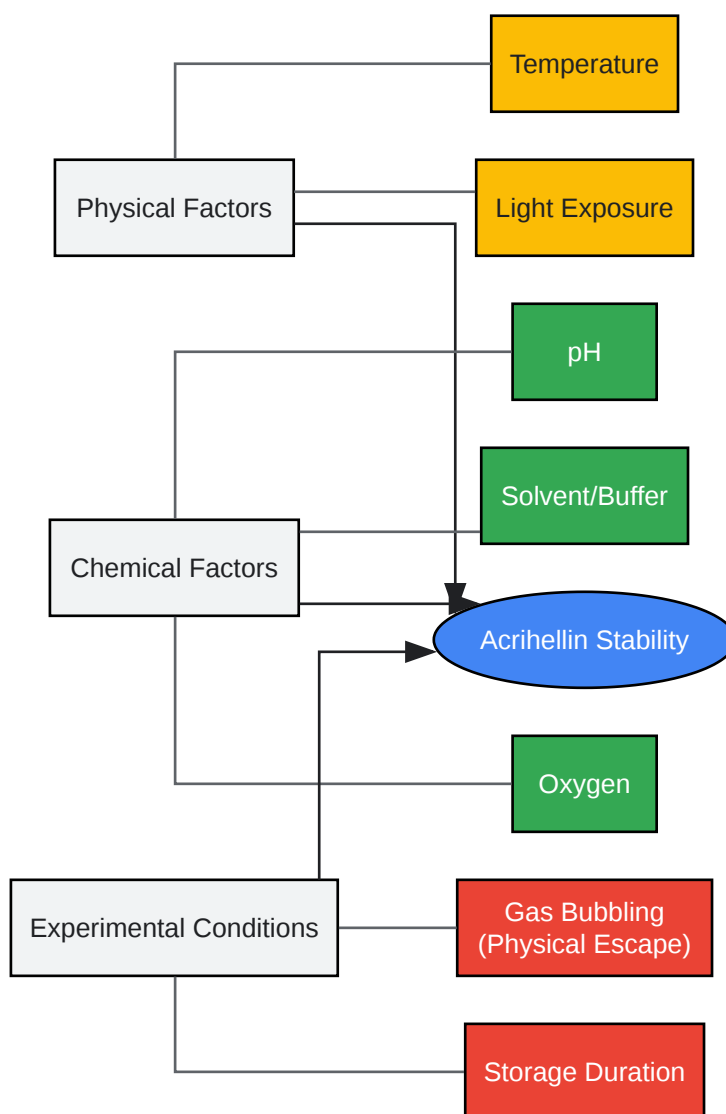 Temperature
Physical Factors
Light Exposure
pH
Solvent/Buffer
Chemical Factors
Acrihellin Stability
Oxygen
Gas Bubbling
(Physical Escape)
Experimental Conditions
Storage Duration